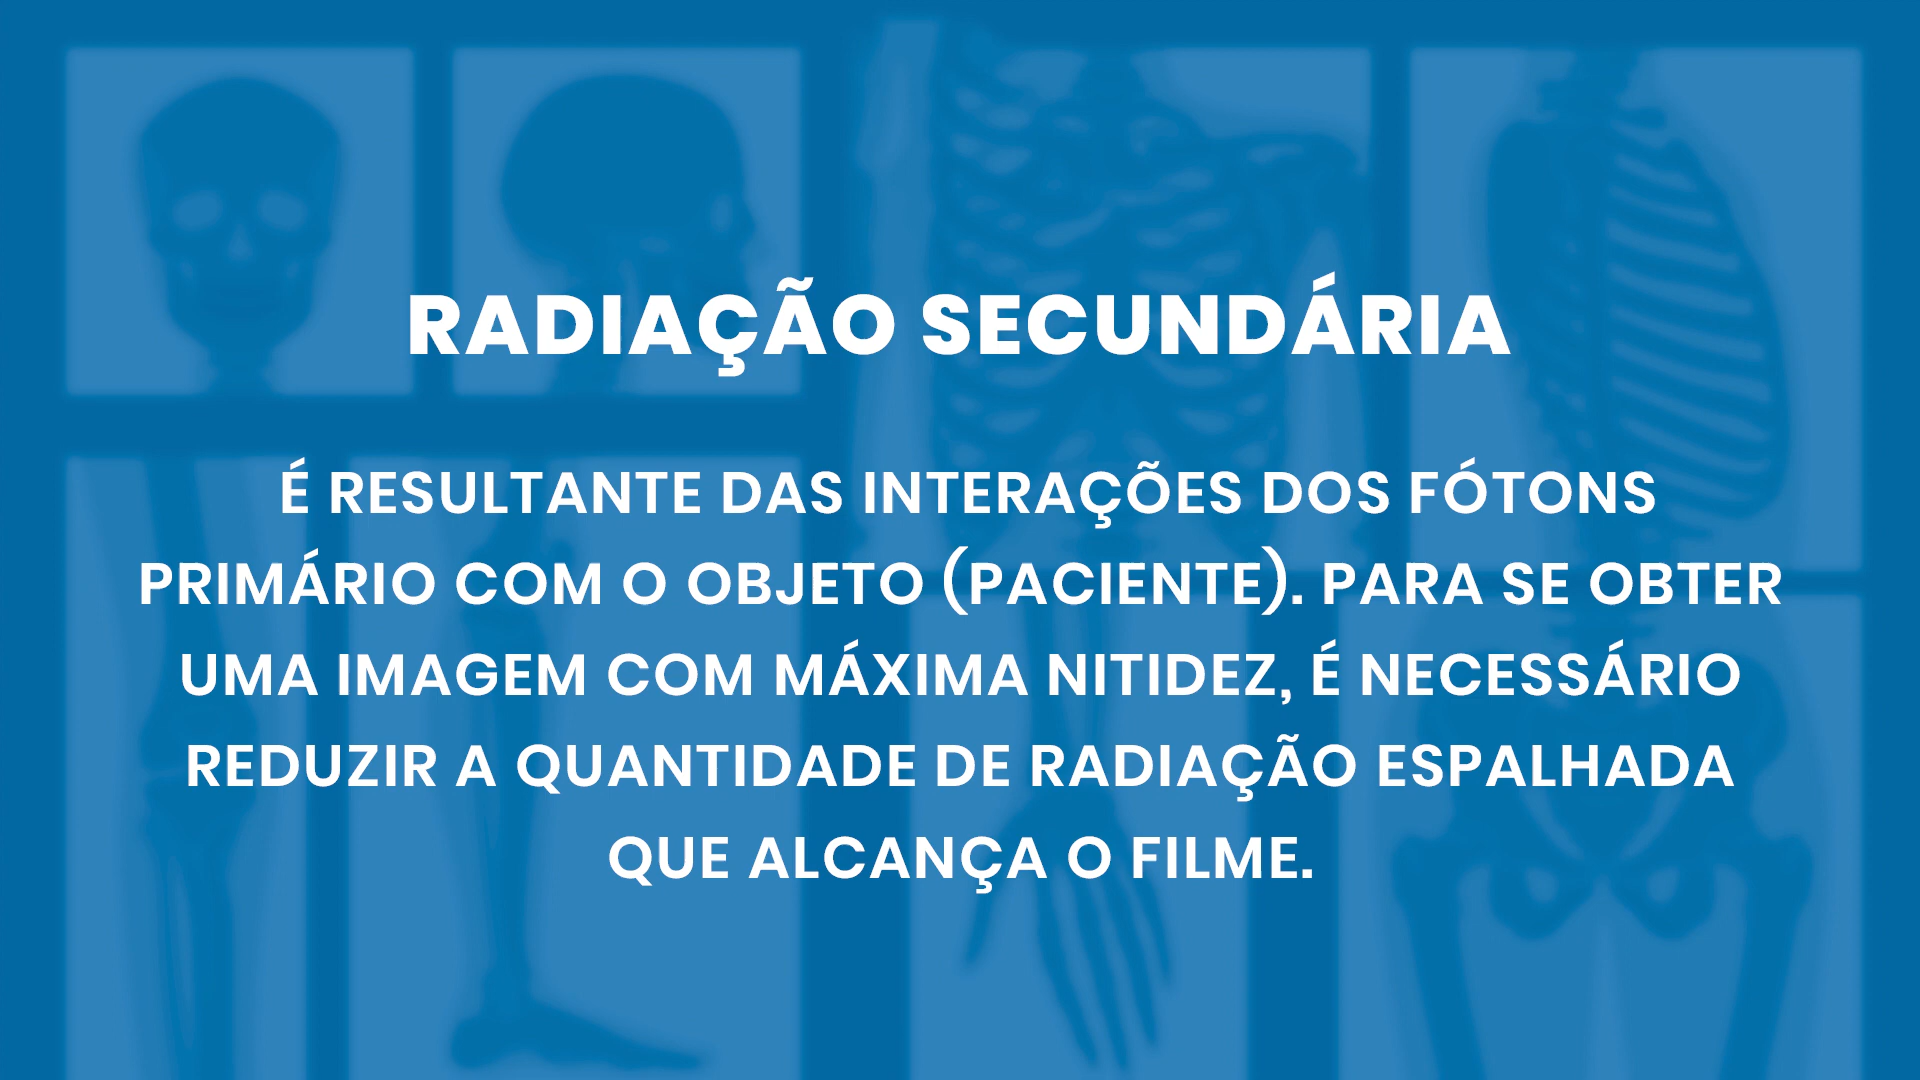 RADIAÇÃO SECUNDÁRIA
É RESULTANTE DAS INTERAÇÕES DOS FÓTONS
PRIMÁRIO COM O OBJETO (PACIENTE). PARA SE OBTER
UMA IMAGEM COM MÁXIMA NITIDEZ, É NECESSÁRIO
REDUZIR A QUANTIDADE DE RADIAÇÃO ESPALHADA
QUE ALCANÇA O FILME.